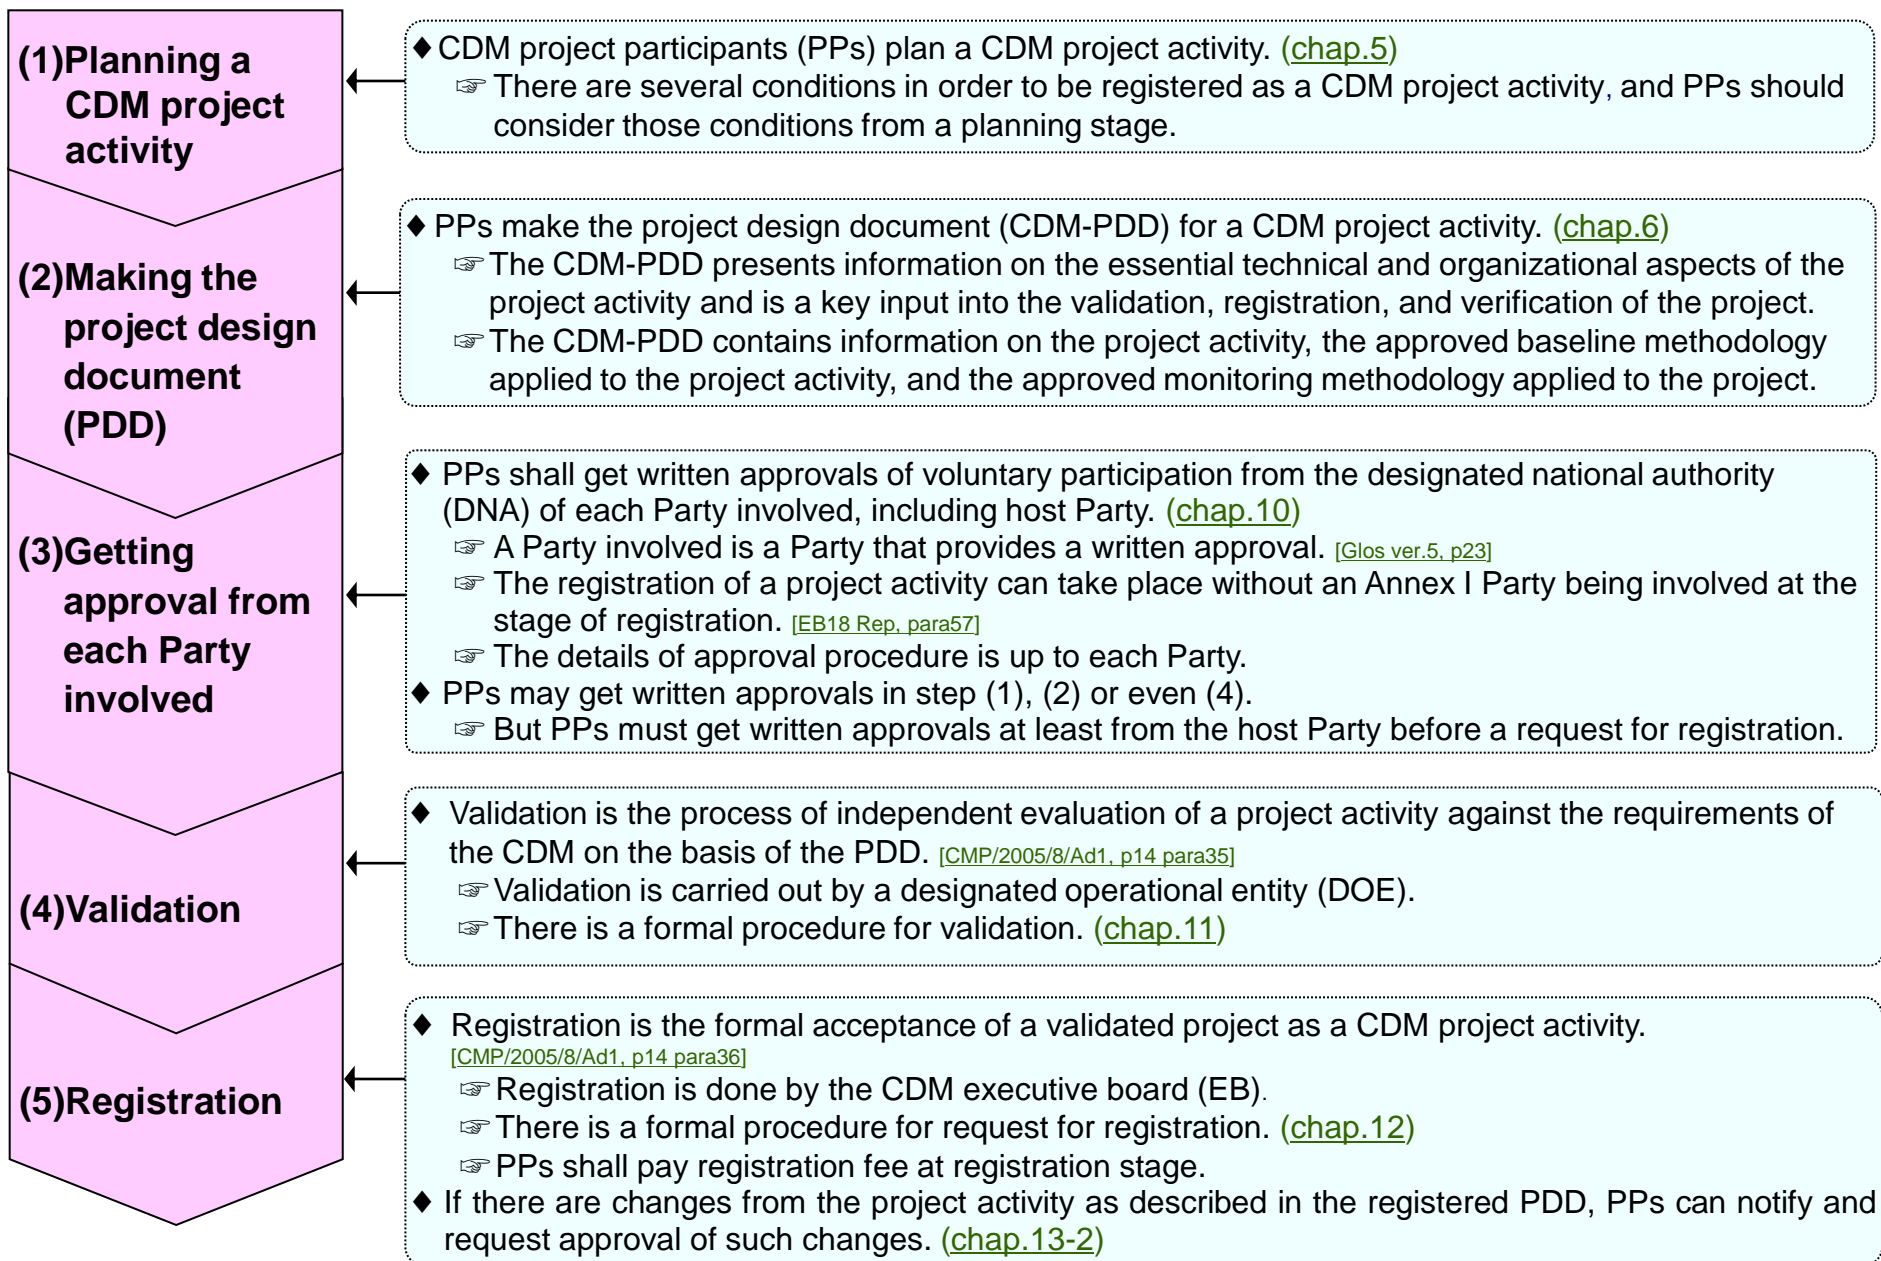 (1)Planning a
CDM project
activity
♦ CDM project participants (PPs) plan a CDM project activity. (chap.5)
☞ There are several conditions in order to be registered as a CDM project activity, and PPs should
consider those conditions from a planning stage.
(2)Making the
project design
document
(PDD)
♦ PPs make the project design document (CDM-PDD) for a CDM project activity. (chap.6)
☞ The CDM-PDD presents information on the essential technical and organizational aspects of the
project activity and is a key input into the validation, registration, and verification of the project.
☞ The CDM-PDD contains information on the project activity, the approved baseline methodology
applied to the project activity, and the approved monitoring methodology applied to the project.
(3)Getting
approval from
each Party
involved
♦ PPs shall get written approvals of voluntary participation from the designated national authority
(DNA) of each Party involved, including host Party. (chap.10)
☞ A Party involved is a Party that provides a written approval. [Glos ver.5, p23]
☞ The registration of a project activity can take place without an Annex I Party being involved at the
stage of registration. [EB18 Rep, para57]
☞ The details of approval procedure is up to each Party.
♦ PPs may get written approvals in step (1), (2) or even (4).
☞ But PPs must get written approvals at least from the host Party before a request for registration.
(4)Validation
♦ Validation is the process of independent evaluation of a project activity against the requirements of
the CDM on the basis of the PDD. [CMP/2005/8/Ad1, p14 para35]
☞ Validation is carried out by a designated operational entity (DOE).
☞ There is a formal procedure for validation. (chap.11)
(5)Registration
♦ Registration is the formal acceptance of a validated project as a CDM project activity.
[CMP/2005/8/Ad1, p14 para36]
☞ Registration is done by the CDM executive board (EB).
☞ There is a formal procedure for request for registration. (chap.12)
☞ PPs shall pay registration fee at registration stage.
♦ If there are changes from the project activity as described in the registered PDD, PPs can notify and
request approval of such changes. (chap.13-2)